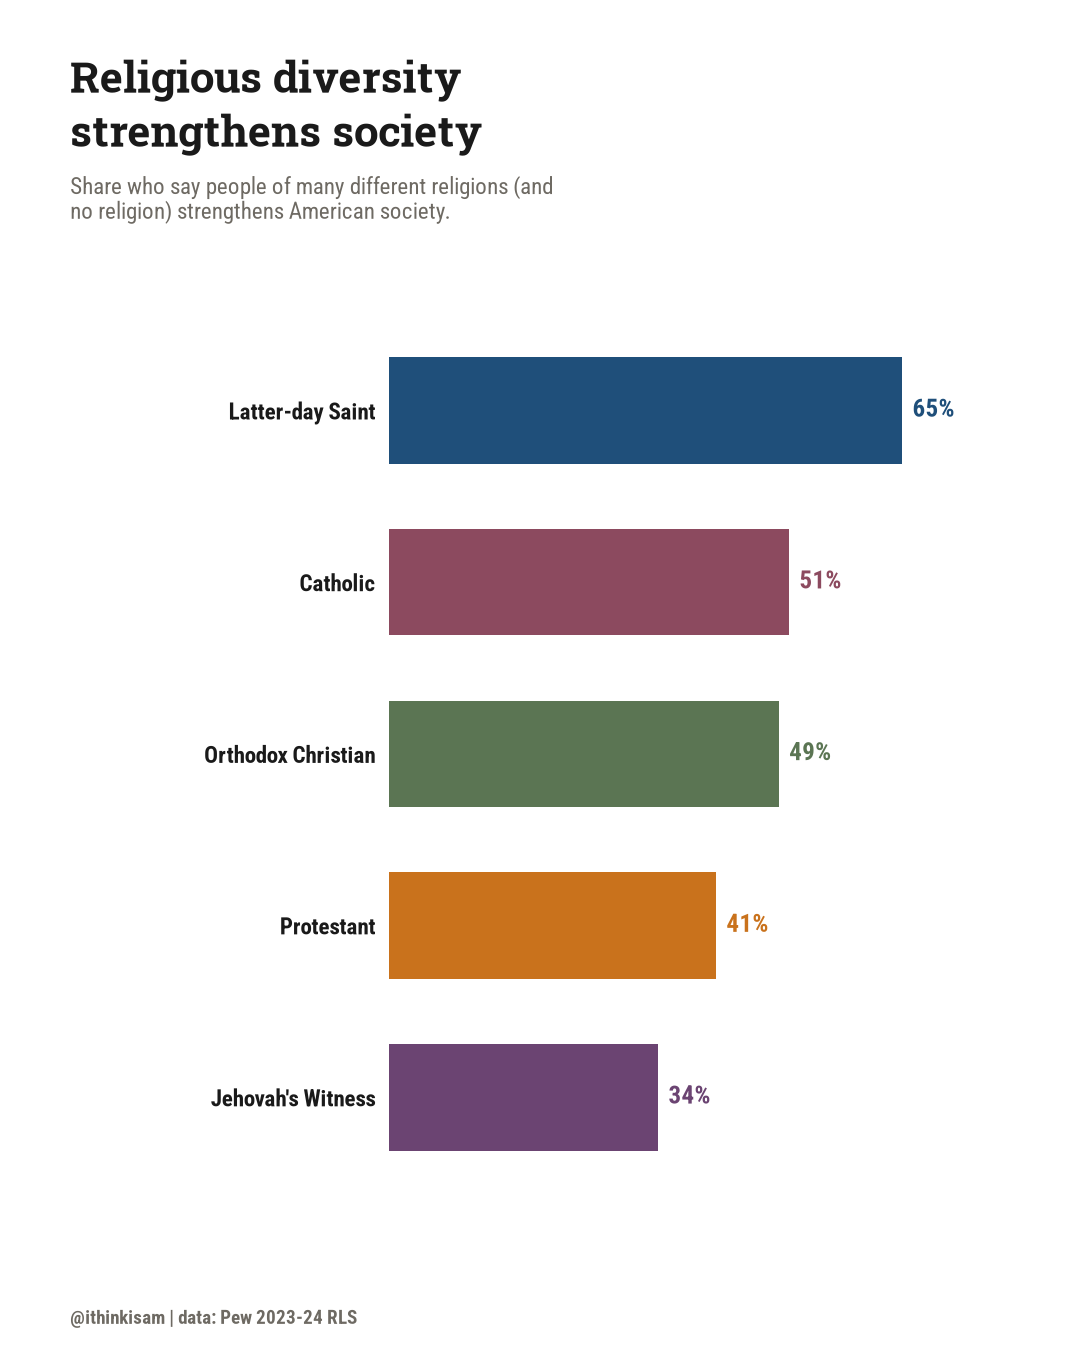 Religious diversity
strengthens society
Share who say people of many different religions (and
no religion) strengthens American society.
Latter-day Saint 65%
Catholic 51%
Orthodox Christian 49%
Protestant 41%
Jehovah's Witness 34%
@ithinkisam | data: Pew 2023-24 RLS